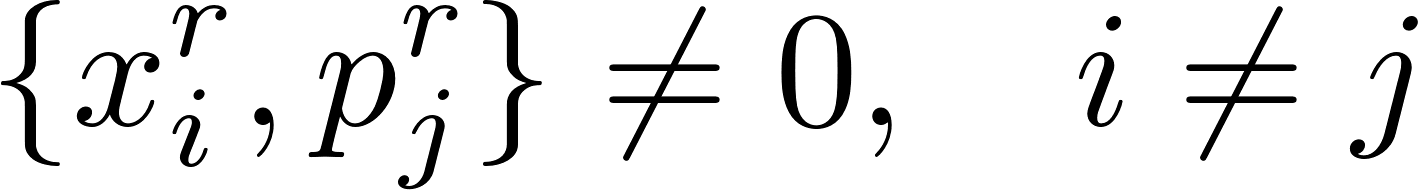 {x_i^r, p_j^r} ≠ 0, i ≠ j